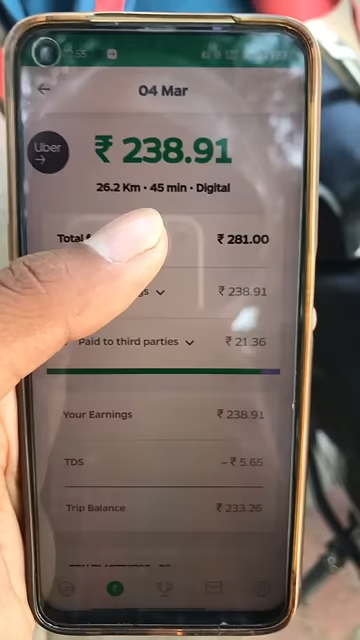 04 Mar
Uber
₹ 238.91
26.2 Km • 45 min • Digital
Total ₹ 281.00
₹ 238.91
Paid to third parties ₹ 21.36
Your Earnings ₹ 238.91
TDS - ₹ 5.65
Trip Balance ₹ 233.26